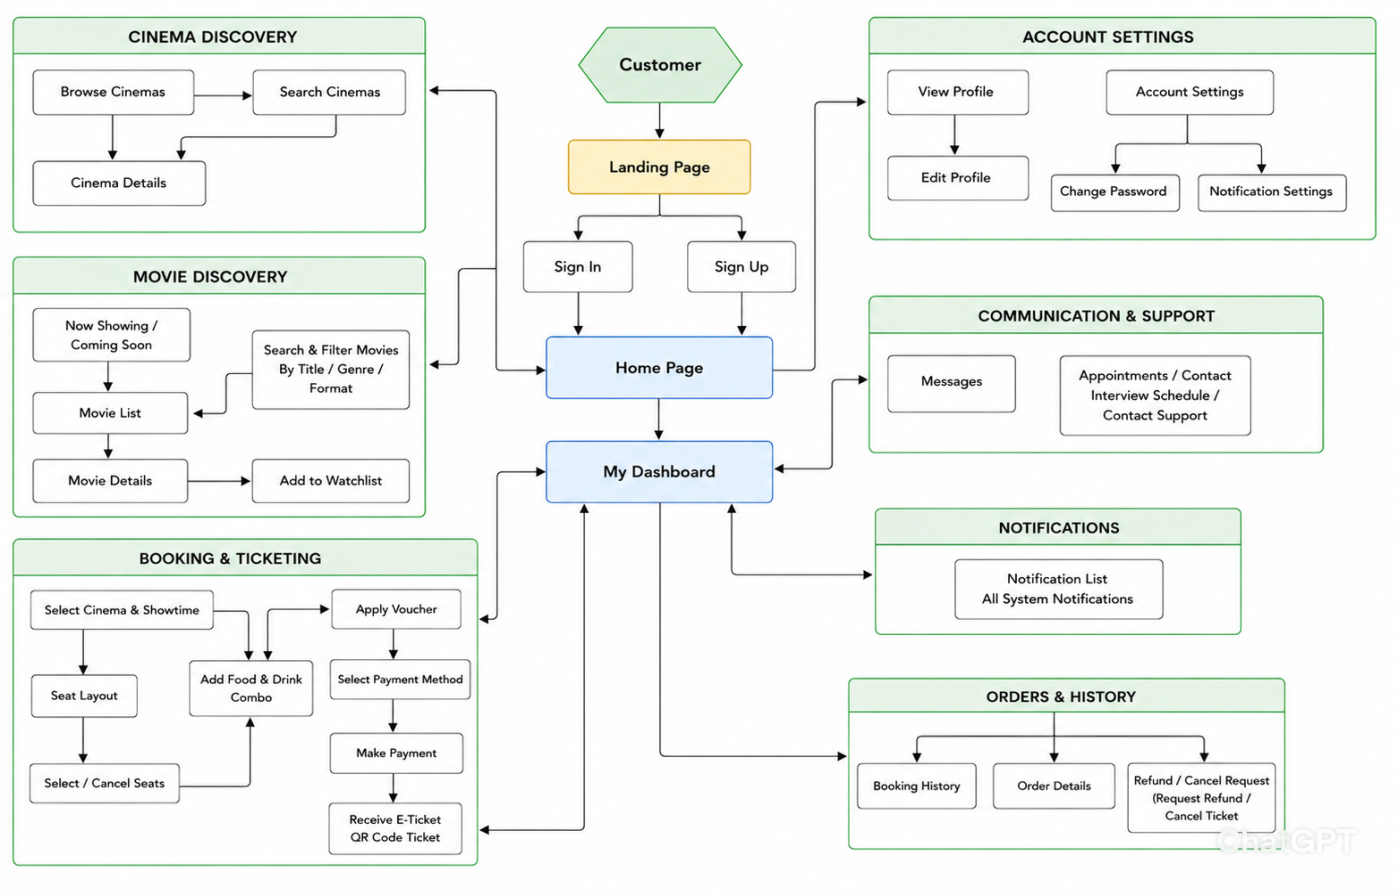 CINEMA DISCOVERY
Browse Cinemas
Search Cinemas
Cinema Details
MOVIE DISCOVERY
Now Showing /
Coming Soon
Search & Filter Movies
By Title / Genre /
Format
Movie List
Movie Details
Add to Watchlist
BOOKING & TICKETING
Select Cinema & Showtime
Apply Voucher
Seat Layout
Add Food & Drink
Combo
Select Payment Method
Select / Cancel Seats
Make Payment
Receive E-Ticket
QR Code Ticket
Customer
Landing Page
Sign In
Sign Up
Home Page
My Dashboard
ACCOUNT SETTINGS
View Profile
Account Settings
Edit Profile
Change Password
Notification Settings
COMMUNICATION & SUPPORT
Messages
Appointments / Contact
Interview Schedule /
Contact Support
NOTIFICATIONS
Notification List
All System Notifications
ORDERS & HISTORY
Booking History
Order Details
Refund / Cancel Request
(Request Refund /
Cancel Ticket
ChatGPT